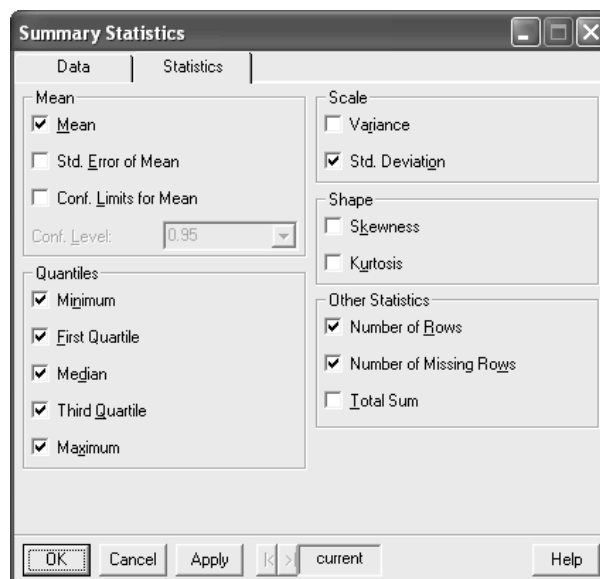 Summary Statistics
Data
Statistics
Mean
Mean
Std. Error of Mean
Conf. Limits for Mean
Conf. Level:
0.95
Quantiles
Minimum
First Quartile
Median
Third Quartile
Maximum
Scale
Variance
Std. Deviation
Shape
Skewness
Kurtosis
Other Statistics
Number of Rows
Number of Missing Rows
Total Sum
OK
Cancel
Apply
current
Help